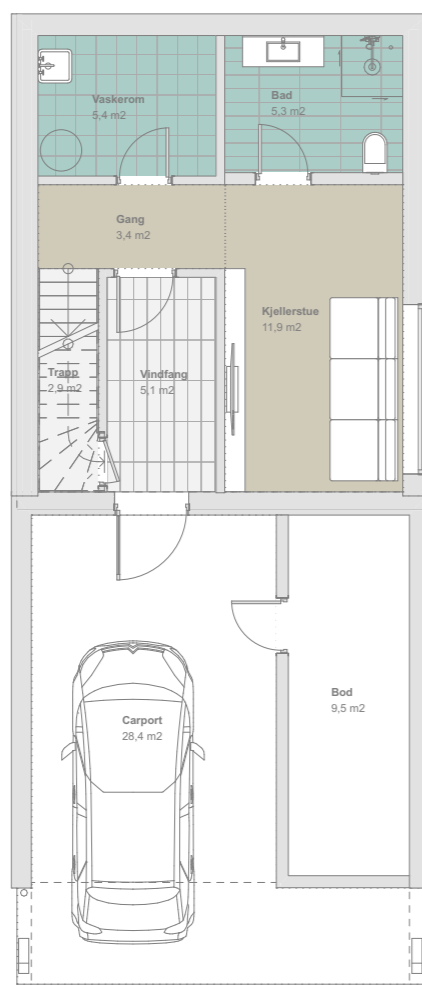 Vaskerom
5,4 m2
Bad
5,3 m2
Gang
3,4 m2
Kjellerstue
11,9 m2
Trapp
2,9 m2
Vindfang
5,1 m2
Bod
9,5 m2
Carport
28,4 m2